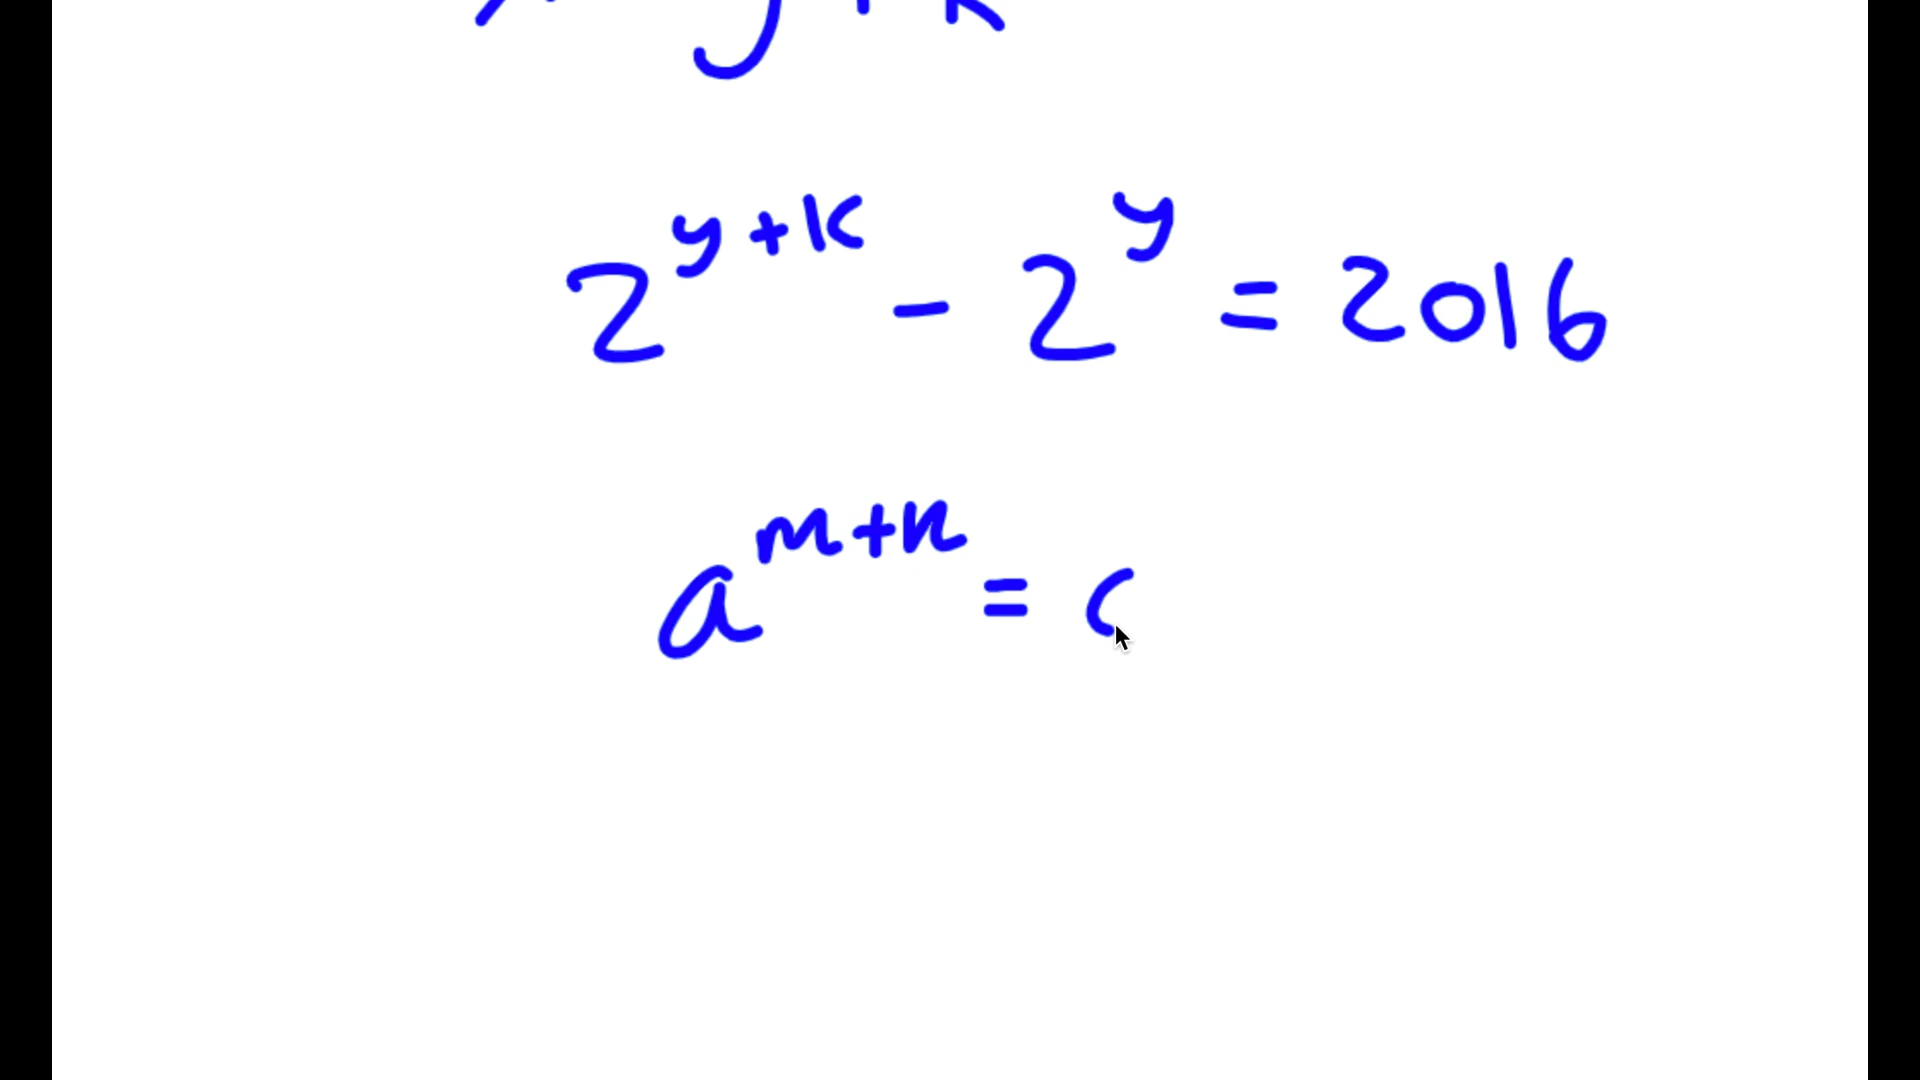 2^{y+k} - 2^y = 2016
a^{m+n} =